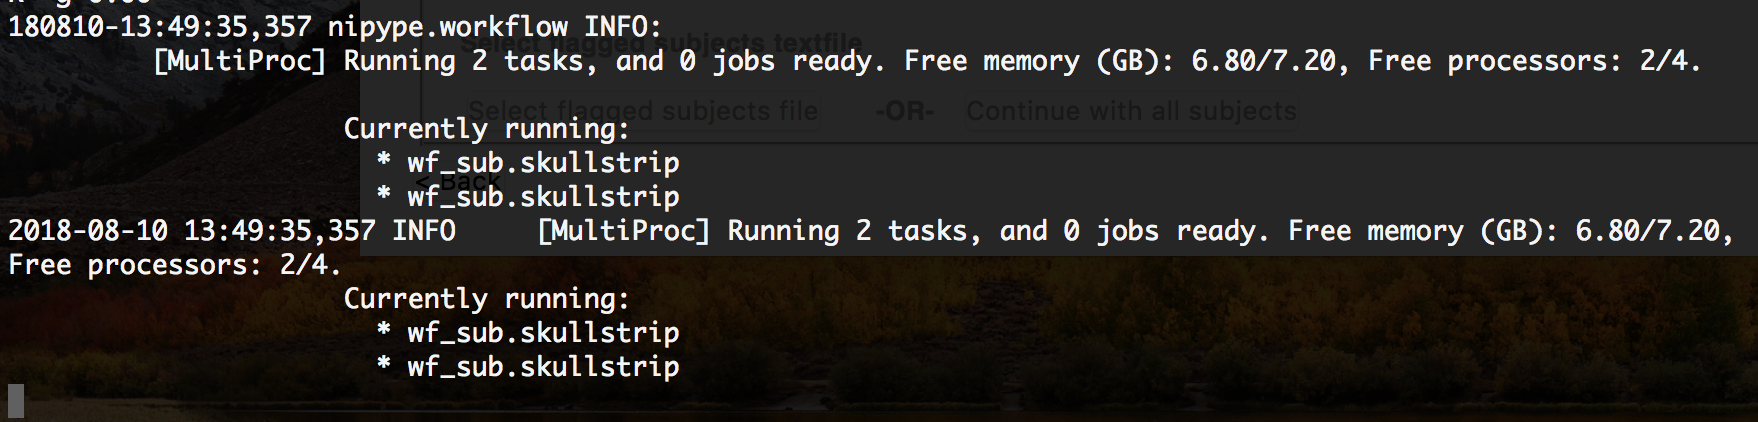 180810-13:49:35,357 nipype.workflow INFO:
Select flagged subjects textfile
[MultiProc] Running 2 tasks, and 0 jobs ready. Free memory (GB): 6.80/7.20, Free processors: 2/4.
Select flagged subjects file -OR- Continue with all subjects
Currently running:
* wf_sub.skullstrip
< Back
* wf_sub.skullstrip
2018-08-10 13:49:35,357 INFO [MultiProc] Running 2 tasks, and 0 jobs ready. Free memory (GB): 6.80/7.20,
Free processors: 2/4.
Currently running:
* wf_sub.skullstrip
* wf_sub.skullstrip